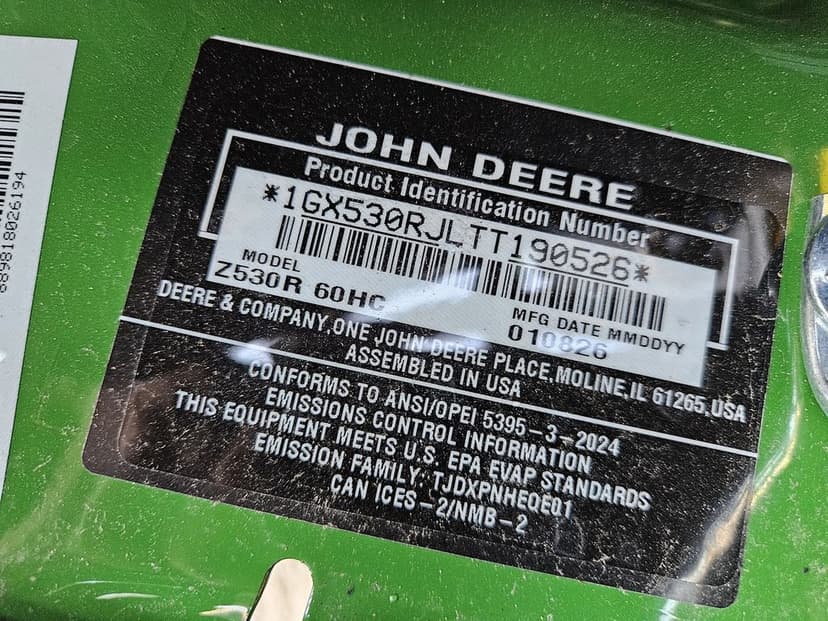 JOHN DEERE
Product Identification Number
*1GX530RJLTT190526*
MODEL
Z530R 60HC
MFG DATE MMDDYY
010826
DEERE & COMPANY,ONE JOHN DEERE PLACE,MOLINE,IL 61265,USA
ASSEMBLED IN USA
CONFORMS TO ANSI/OPEI 5395-3-2024
EMISSIONS CONTROL INFORMATION
THIS EQUIPMENT MEETS U.S. EPA EVAP STANDARDS
EMISSION FAMILY: TJDXPNHEQE01
CAN ICES-2/NMB-2